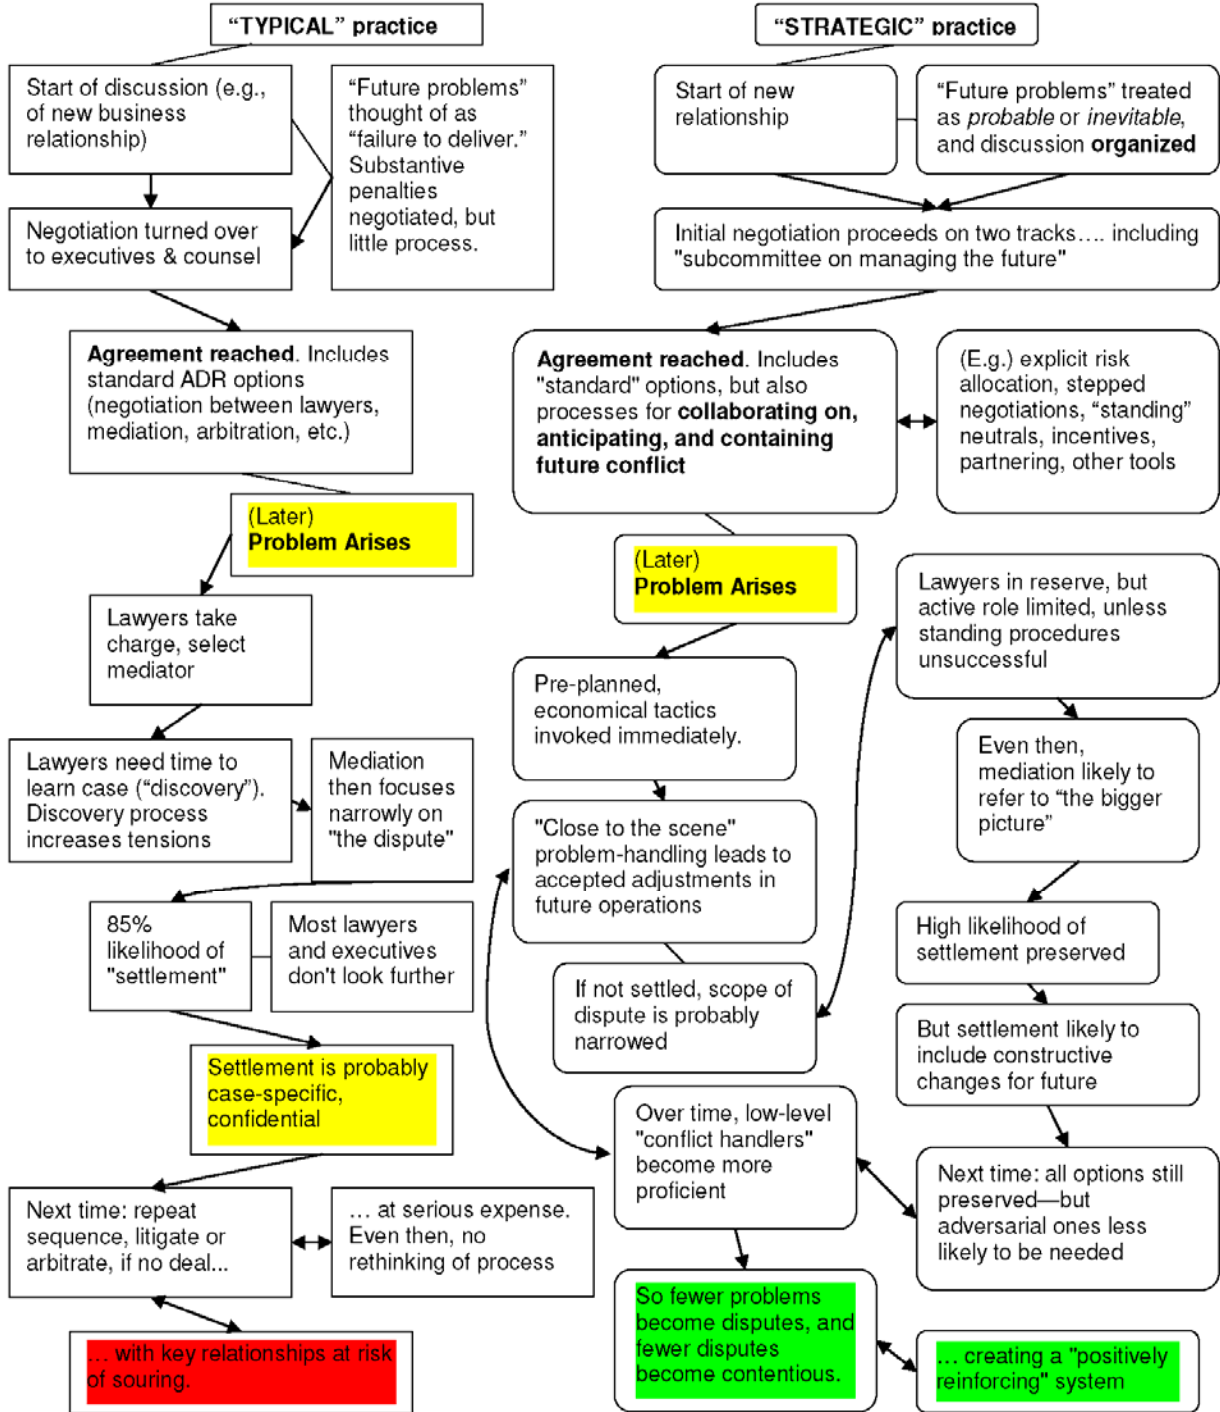 “TYPICAL” practice
Start of discussion (e.g.,
of new business
relationship)
“Future problems”
thought of as
“failure to deliver.”
Substantive
penalties
negotiated, but
little process.
Negotiation turned over
to executives & counsel
Agreement reached. Includes
standard ADR options
(negotiation between lawyers,
mediation, arbitration, etc.)
(Later)
Problem Arises
Lawyers take
charge, select
mediator
Lawyers need time to
learn case (“discovery”).
Discovery process
increases tensions
Mediation
then focuses
narrowly on
"the dispute"
85%
likelihood of
"settlement"
Most lawyers
and executives
don't look further
Settlement is probably
case-specific,
confidential
Next time: repeat
sequence, litigate or
arbitrate, if no deal...
… at serious expense.
Even then, no
rethinking of process
… with key relationships at risk
of souring.
“STRATEGIC” practice
Start of new
relationship
“Future problems” treated
as probable or inevitable,
and discussion organized
Initial negotiation proceeds on two tracks…. including
"subcommittee on managing the future"
Agreement reached. Includes
"standard" options, but also
processes for collaborating on,
anticipating, and containing
future conflict
(E.g.) explicit risk
allocation, stepped
negotiations, “standing”
neutrals, incentives,
partnering, other tools
(Later)
Problem Arises
Lawyers in reserve, but
active role limited, unless
standing procedures
unsuccessful
Pre-planned,
economical tactics
invoked immediately.
Even then,
mediation likely to
refer to “the bigger
picture”
"Close to the scene"
problem-handling leads to
accepted adjustments in
future operations
High likelihood of
settlement preserved
If not settled, scope of
dispute is probably
narrowed
But settlement likely to
include constructive
changes for future
Over time, low-level
"conflict handlers"
become more
proficient
Next time: all options still
preserved—but
adversarial ones less
likely to be needed
So fewer problems
become disputes, and
fewer disputes
become contentious.
… creating a "positively
reinforcing" system